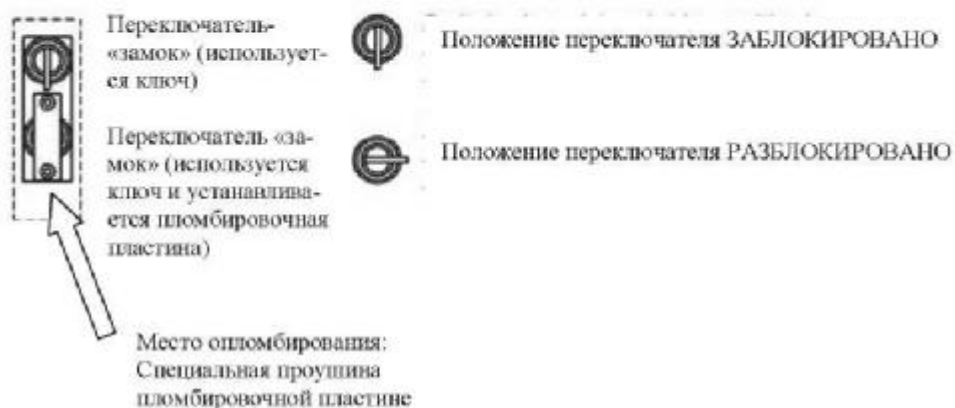 Переключатель-
«замок» (использует-
ся ключ)
Положение переключателя ЗАБЛОКИРОВАНО
Переключатель «за-
мок» (используется
ключ и устанавлива-
ется пломбировочная
пластина)
Положение переключателя РАЗБЛОКИРОВАНО
Место опломбирования:
Специальная проушина
пломбировочной пластине